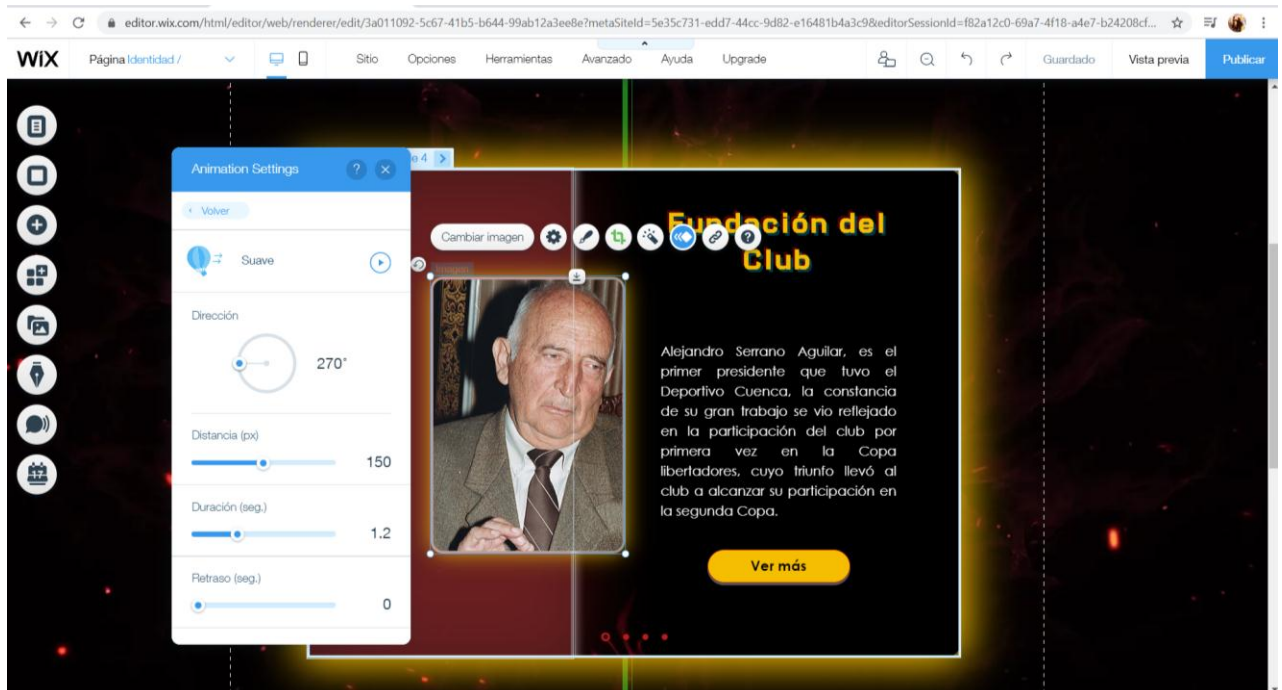 editor.wix.com/html/editor/web/renderer/edit/3a011092-5c67-41b5-b644-99ab12a3ee8e?metaSiteId=5e35c731-edd7-44cc-9d82-e16481b4a3c9&editorSessionId=f82a12c0-69a7-4f18-a4e7-b24208cf...
WiX Página Identidad / Sitio Opciones Herramientas Avanzado Ayuda Upgrade Guardado Vista previa Publicar
Animation Settings ?
e 4
Volver
Suave
Dirección
270°
Distancia (px)
150
Duración (seg.)
1.2
Retraso (seg.)
0
Cambiar imagen
Imagen
Fundación del
Club
Alejandro Serrano Aguilar, es el
primer presidente que tuvo el
Deportivo Cuenca, la constancia
de su gran trabajo se vio reflejado
en la participación del club por
primera vez en la Copa
libertadores, cuyo triunfo llevó al
club a alcanzar su participación en
la segunda Copa.
Ver más
17